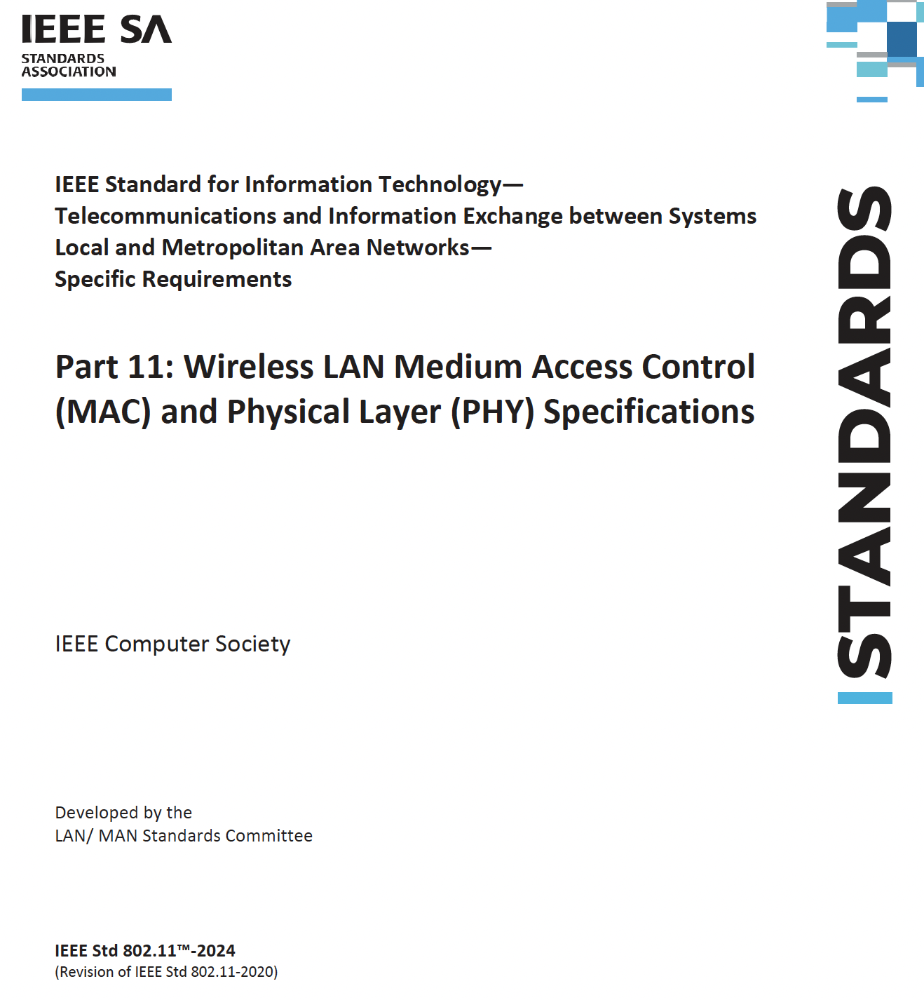 IEEE SA
STANDARDS
ASSOCIATION
IEEE Standard for Information Technology—
Telecommunications and Information Exchange between Systems
Local and Metropolitan Area Networks—
Specific Requirements
Part 11: Wireless LAN Medium Access Control
(MAC) and Physical Layer (PHY) Specifications
IEEE Computer Society
Developed by the
LAN/ MAN Standards Committee
IEEE Std 802.11™-2024
(Revision of IEEE Std 802.11-2020)
STANDARDS